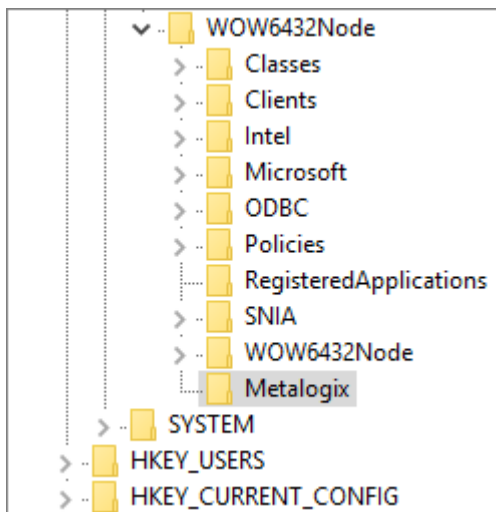 WOW6432Node
Classes
Clients
Intel
Microsoft
ODBC
Policies
RegisteredApplications
SNIA
WOW6432Node
Metalogix
SYSTEM
HKEY_USERS
HKEY_CURRENT_CONFIG